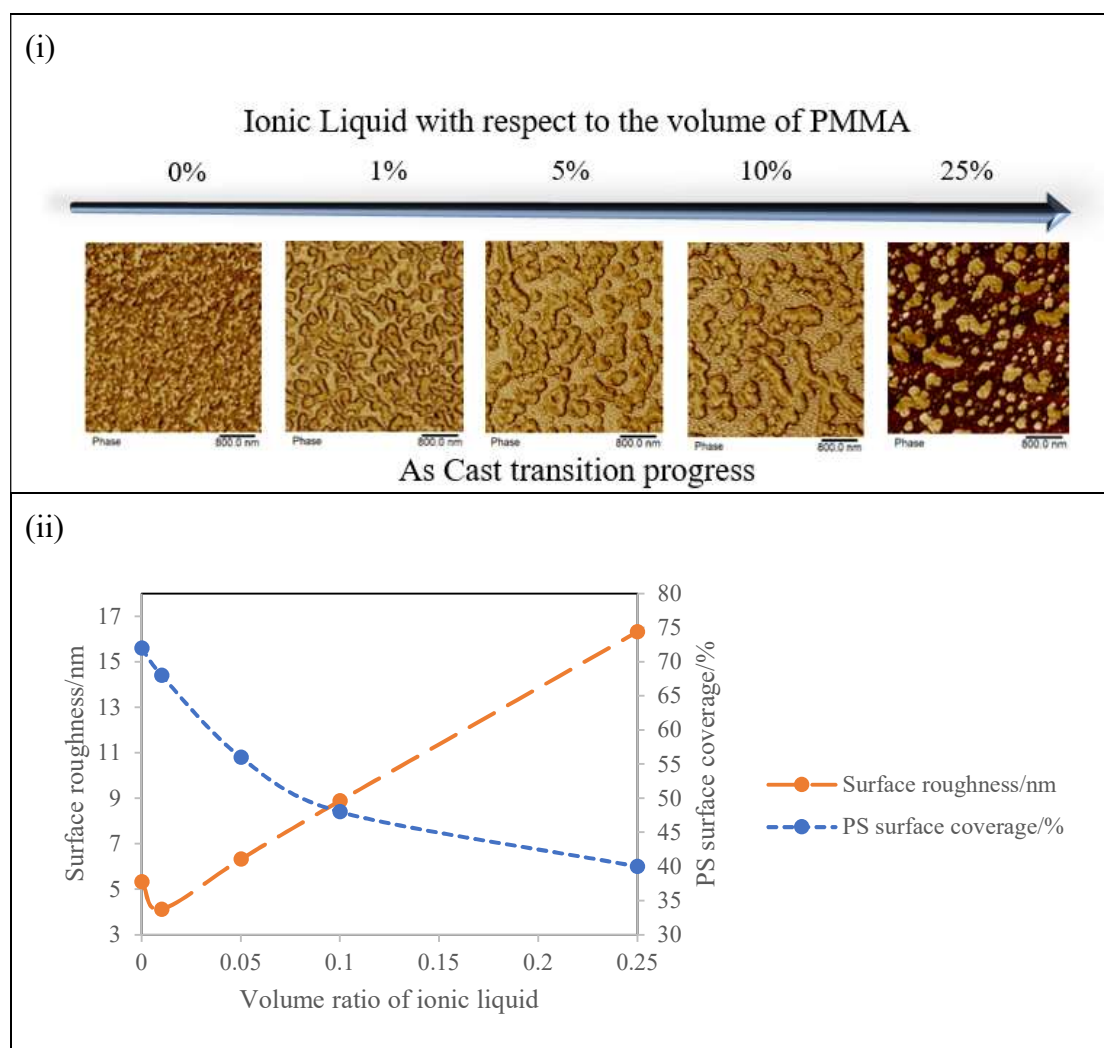 (i)
Ionic Liquid with respect to the volume of PMMA
0% 1% 5% 10% 25%
Phase 800.0 nm Phase 800.0 nm Phase 800.0 nm Phase 800.0 nm Phase 800.0 nm
As Cast transition progress
(ii)
Surface roughness/nm
17
15
13
11
9
7
5
3
80
75
70
65
60
55
50
45
40
35
30
PS surface coverage/%
0 0.05 0.1 0.15 0.2 0.25
Volume ratio of ionic liquid
Surface roughness/nm
PS surface coverage/%